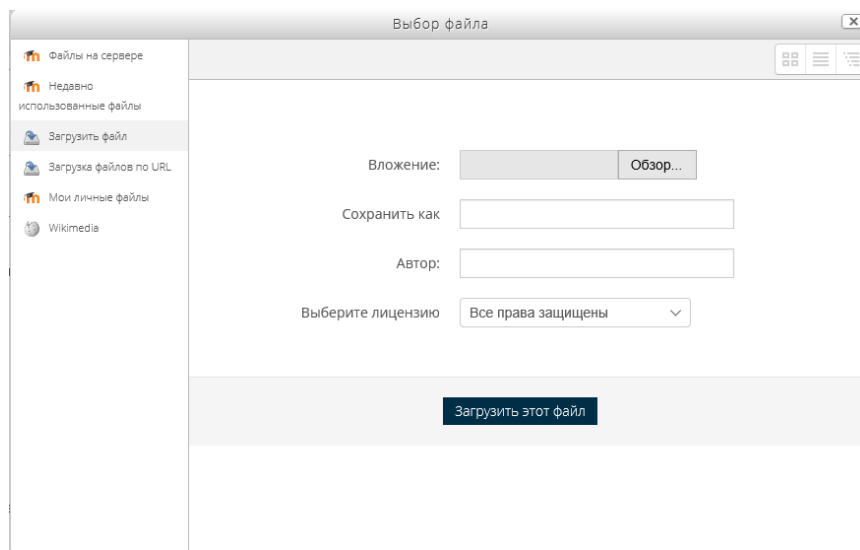 Выбор файла
Файлы на сервере
Недавно
использованные файлы
Загрузить файл
Загрузка файлов по URL
Мои личные файлы
Wikimedia
Вложение: Обзор...
Сохранить как
Автор:
Выберите лицензию Все права защищены
Загрузить этот файл